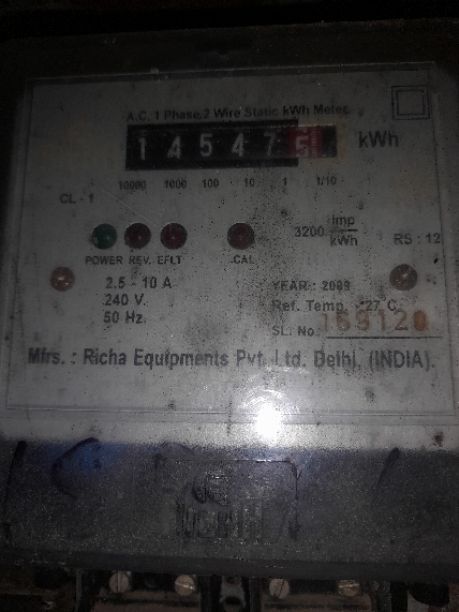 A.C. 1 Phase 2 Wire Static kWh Meter
1 4 5 4 7 5 kWh
10000 1000 100 10 1 1/10
CL - 1
3200 imp/kWh
RS : 12
POWER REV. EFLT CAL
2.5 - 10 A
240 V.
50 Hz.
YEAR : 2009
Ref. Temp. : 27°C
SL. No.
Mfrs. : Richa Equipments Pvt. Ltd. Delhi. (INDIA).